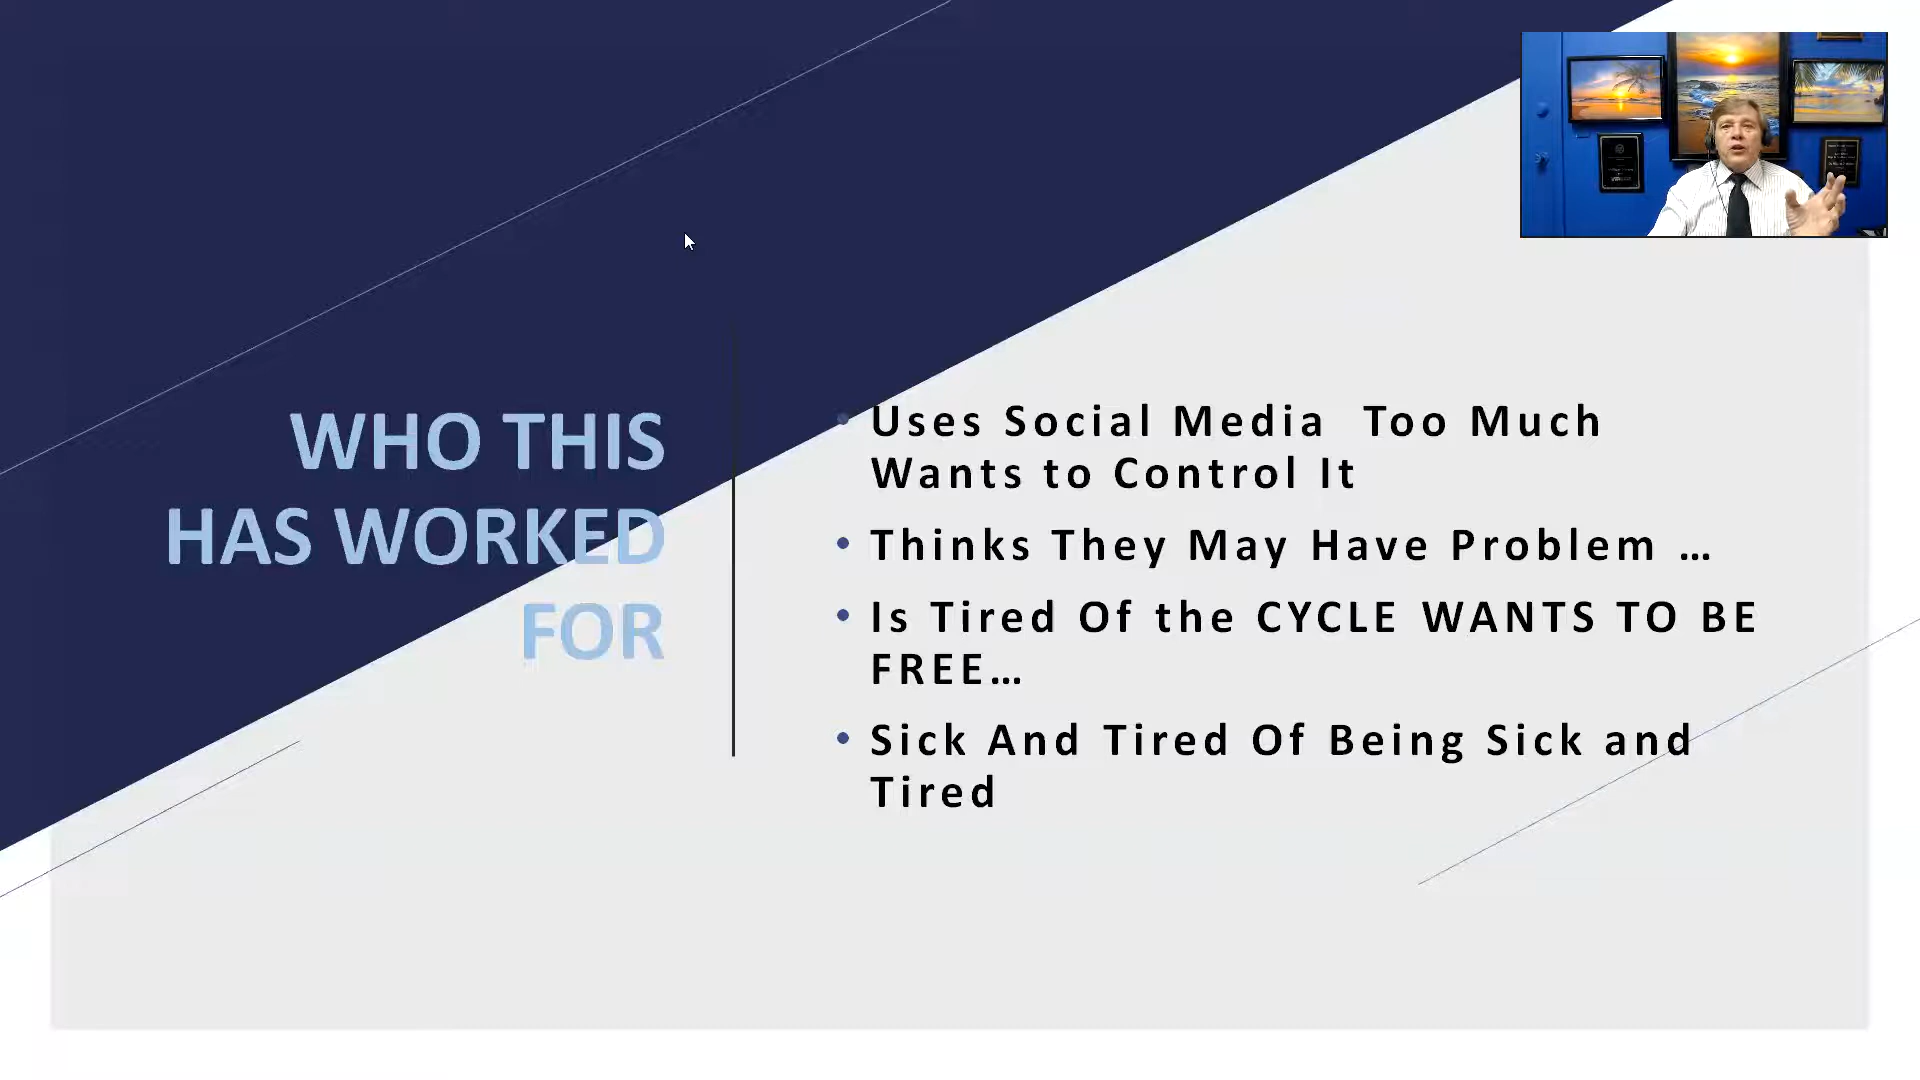 WHO THIS
HAS WORKED
FOR
• Uses Social Media  Too Much
Wants to Control It
• Thinks They May Have Problem …
• Is Tired Of the CYCLE WANTS TO BE
FREE…
• Sick And Tired Of Being Sick and
Tired